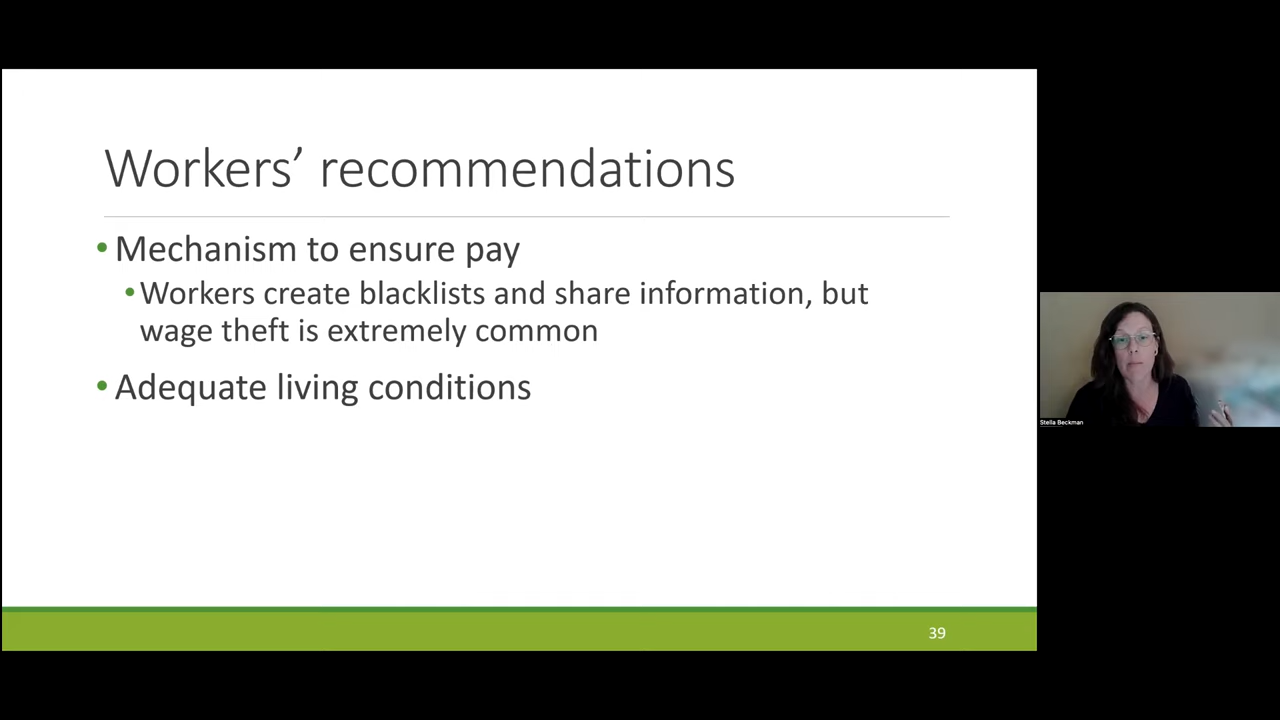 Workers’ recommendations
• Mechanism to ensure pay
• Workers create blacklists and share information, but
wage theft is extremely common
• Adequate living conditions
Stella Beckman
39